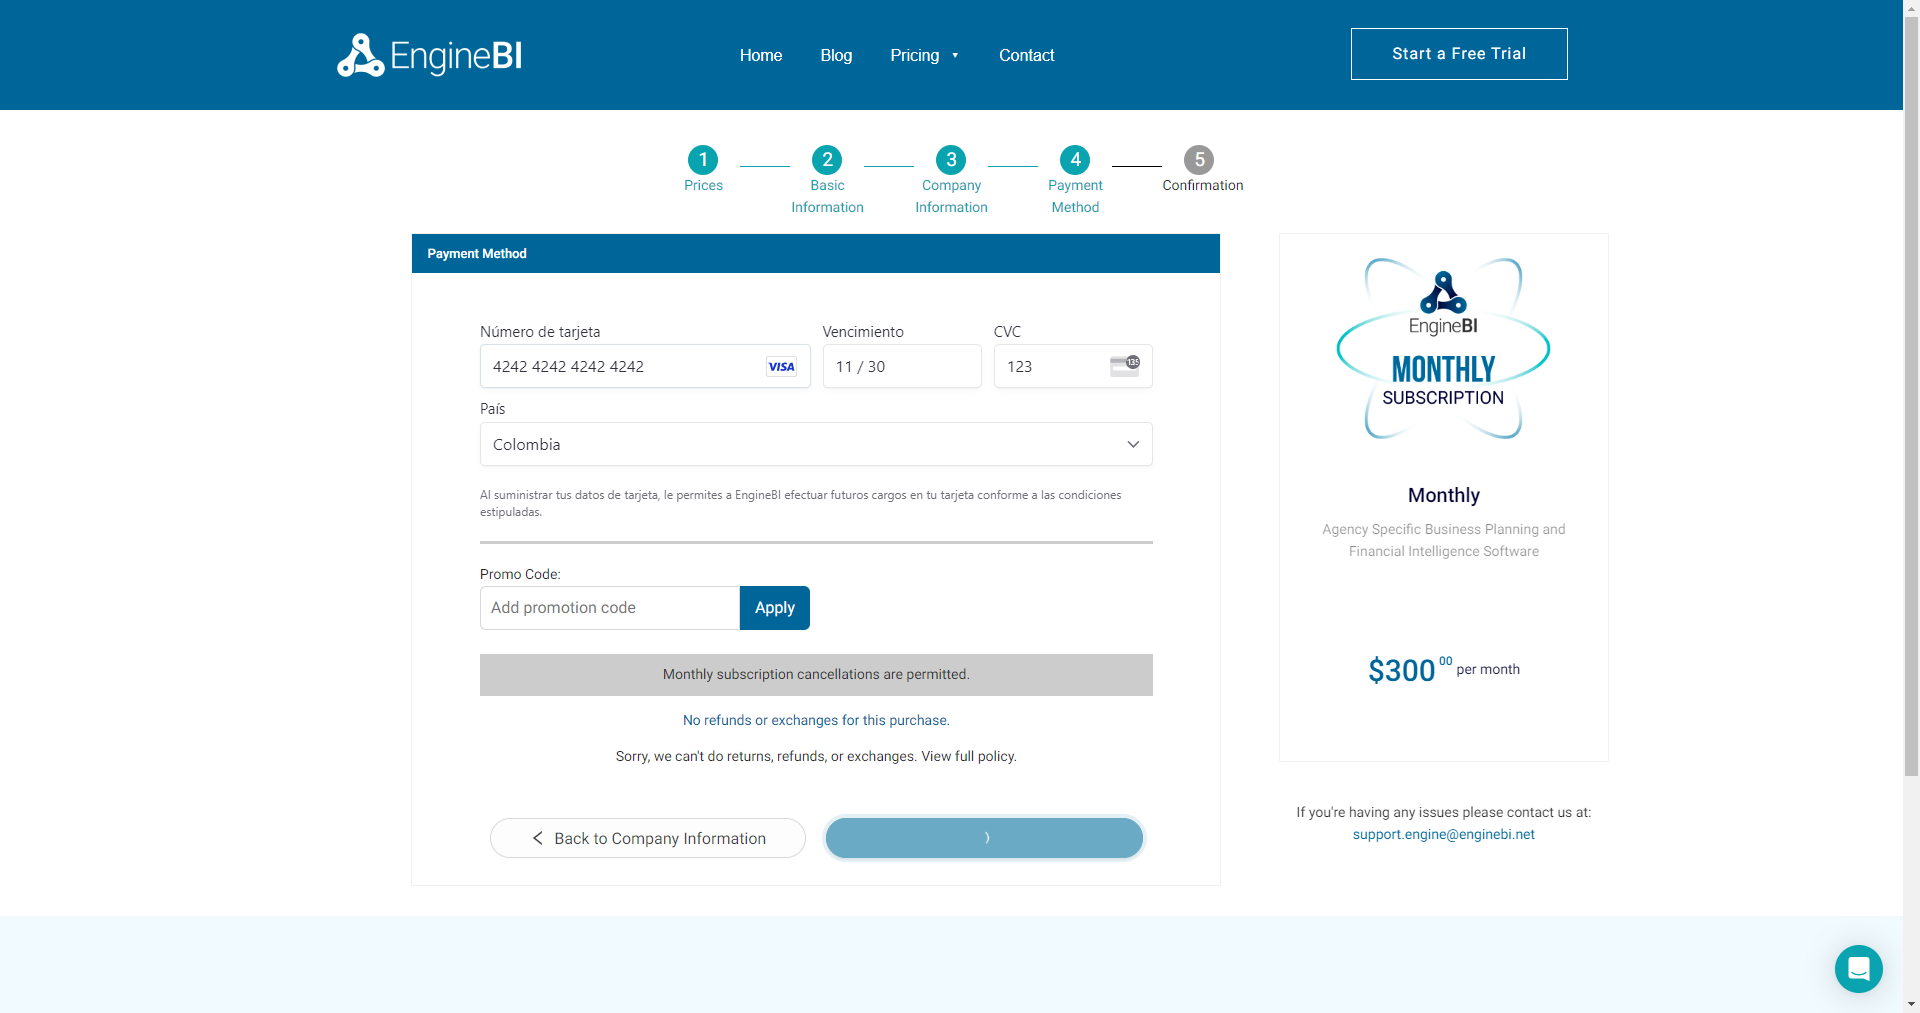 EngineBI
Home
Blog
Pricing
Contact
Start a Free Trial
1
2
3
4
5
Prices
Basic
Information
Company
Information
Payment
Method
Confirmation
Payment Method
Número de tarjeta
Vencimiento
CVC
4242 4242 4242 4242
VISA
11 / 30
123
135
País
Colombia
Al suministrar tus datos de tarjeta, le permites a EngineBI efectuar futuros cargos en tu tarjeta conforme a las condiciones
estipuladas.
Promo Code:
Add promotion code
Apply
Monthly subscription cancellations are permitted.
No refunds or exchanges for this purchase.
Sorry, we can't do returns, refunds, or exchanges. View full policy.
Back to Company Information
EngineBI
MONTHLY
SUBSCRIPTION
Monthly
Agency Specific Business Planning and
Financial Intelligence Software
$300 00 per month
If you're having any issues please contact us at:
support.engine@enginebi.net